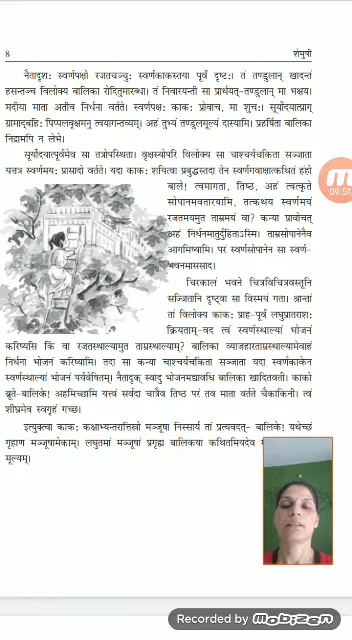 8
शेमुषी
नैतादृशः स्वर्णपक्षो रजतचञ्चुः स्वर्णकाकस्तया पूर्वं दृष्टः। तं तण्डुलान् खादन्तं
हसन्तञ्च विलोक्य बालिका रोदितुमारब्धा। तं निवारयन्ती सा प्रार्थयत्-तण्डुलान् मा भक्षय।
मदीया माता अतीव निर्धना वर्तते। स्वर्णपक्षः काकः प्रोवाच, मा शुचः। सूर्योदयात्प्राग्
ग्रामाद्बहिः पिप्पलवृक्षमनु त्वयागन्तव्यम्। अहं तुभ्यं तण्डुलमूल्यं दास्यामि। प्रहर्षिता बालिका
निद्रामपि न लेभे।
सूर्योदयात्पूर्वमेव सा तत्रोपस्थिता। वृक्षस्योपरि विलोक्य सा चाश्चर्यचकिता सञ्जाता
यत्तत्र स्वर्णमयः प्रासादो वर्तते। यदा काकः शयित्वा प्रबुद्धस्तदा तेन स्वर्णगवाक्षात्कथितं हंहो
बाले! त्वमागता, तिष्ठ, अहं त्वत्कृते
सोपानमवतारयामि, तत्कथय स्वर्णमयं
रजतमयमुत ताम्रमयं वा? कन्या प्रावोचत्
अहं निर्धनमातुर्दुहिताऽस्मि। ताम्रसोपानेनैव
आगमिष्यामि। परं स्वर्णसोपानेन सा स्वर्ण-
भवनमाससाद।
चिरकालं भवने चित्रविचित्रवस्तूनि
सज्जितानि दृष्ट्वा सा विस्मयं गता। श्रान्तां
तां विलोक्य काकः प्राह-पूर्वं लघुप्रातराशः
क्रियताम्-वद त्वं स्वर्णस्थाल्यां भोजनं
करिष्यसि किं वा रजतस्थाल्यामुत ताम्रस्थाल्याम्? बालिका व्याजहारताम्रस्थाल्यामेवाहं
निर्धना भोजनं करिष्यामि। तदा सा कन्या चाश्चर्यचकिता सञ्जाता यदा स्वर्णकाकेन
स्वर्णस्थाल्यां भोजनं पर्यवेषितम्। नैतादृक् स्वादु भोजनमद्यावधि बालिका खादितवती। काको
ब्रूते-बालिके! अहमिच्छामि यत्त्वं सर्वदा चात्रैव तिष्ठ परं तव माता वर्तते चैकाकिनी। त्वं
शीघ्रमेव स्वगृहं गच्छ।
इत्युक्त्वा काकः कक्षाभ्यन्तरात्तिस्रो मञ्जूषा निस्सार्य तां प्रत्यवदत्- बालिके! यथेच्छं
गृहाण मञ्जूषामेकाम्। लघुतमां मञ्जूषां प्रगृह्य बालिकया कथितमियदेव
मूल्यम्।
Recorded by Mobizen